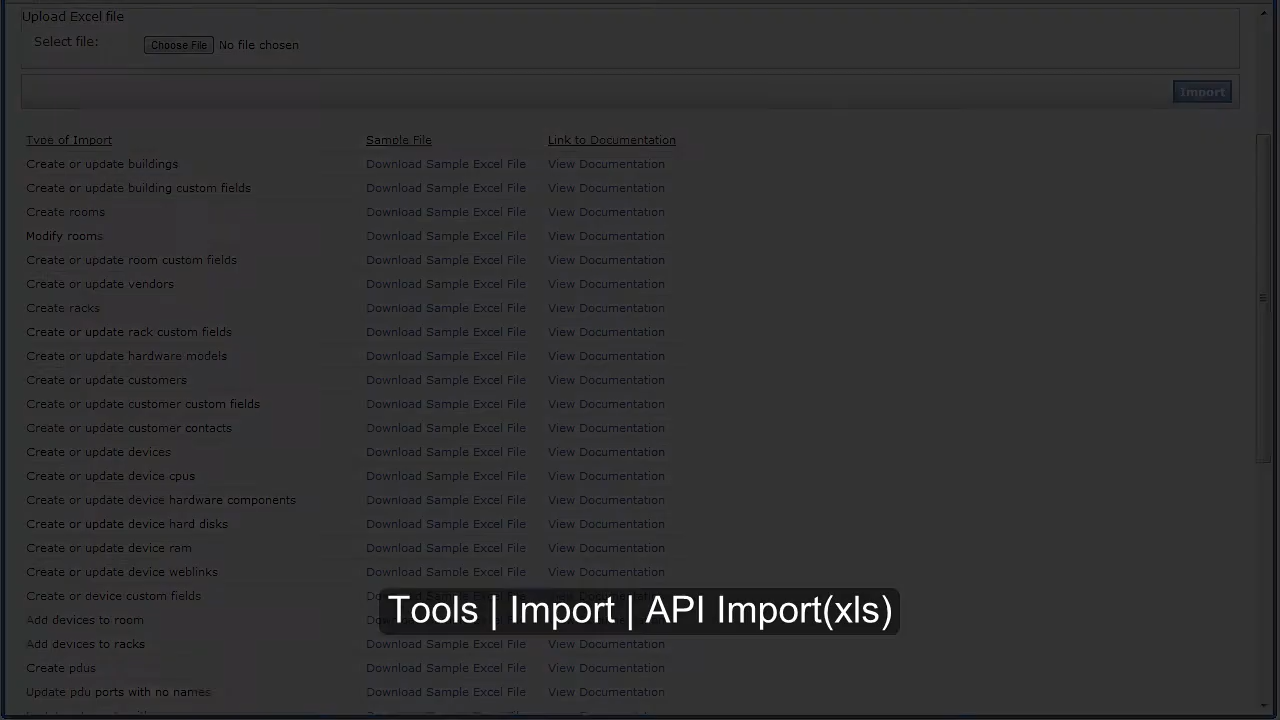 Upload Excel file
Select file: Choose File No file chosen
Import
Type of Import Sample File Link to Documentation
Create or update buildings Download Sample Excel File View Documentation
Create or update building custom fields Download Sample Excel File View Documentation
Create rooms Download Sample Excel File View Documentation
Modify rooms Download Sample Excel File View Documentation
Create or update room custom fields Download Sample Excel File View Documentation
Create or update vendors Download Sample Excel File View Documentation
Create racks Download Sample Excel File View Documentation
Create or update rack custom fields Download Sample Excel File View Documentation
Create or update hardware models Download Sample Excel File View Documentation
Create or update customers Download Sample Excel File View Documentation
Create or update customer custom fields Download Sample Excel File View Documentation
Create or update customer contacts Download Sample Excel File View Documentation
Create or update devices Download Sample Excel File View Documentation
Create or update device cpus Download Sample Excel File View Documentation
Create or update device hardware components Download Sample Excel File View Documentation
Create or update device hard disks Download Sample Excel File View Documentation
Create or update device ram Download Sample Excel File View Documentation
Create or update device weblinks Download Sample Excel File View Documentation
Create or device custom fields Download Sample Excel File View Documentation
Tools | Import | API Import(xls)
Add devices to room Download Sample Excel File View Documentation
Add devices to racks Download Sample Excel File View Documentation
Create pdus Download Sample Excel File View Documentation
Update pdu ports with no names Download Sample Excel File View Documentation